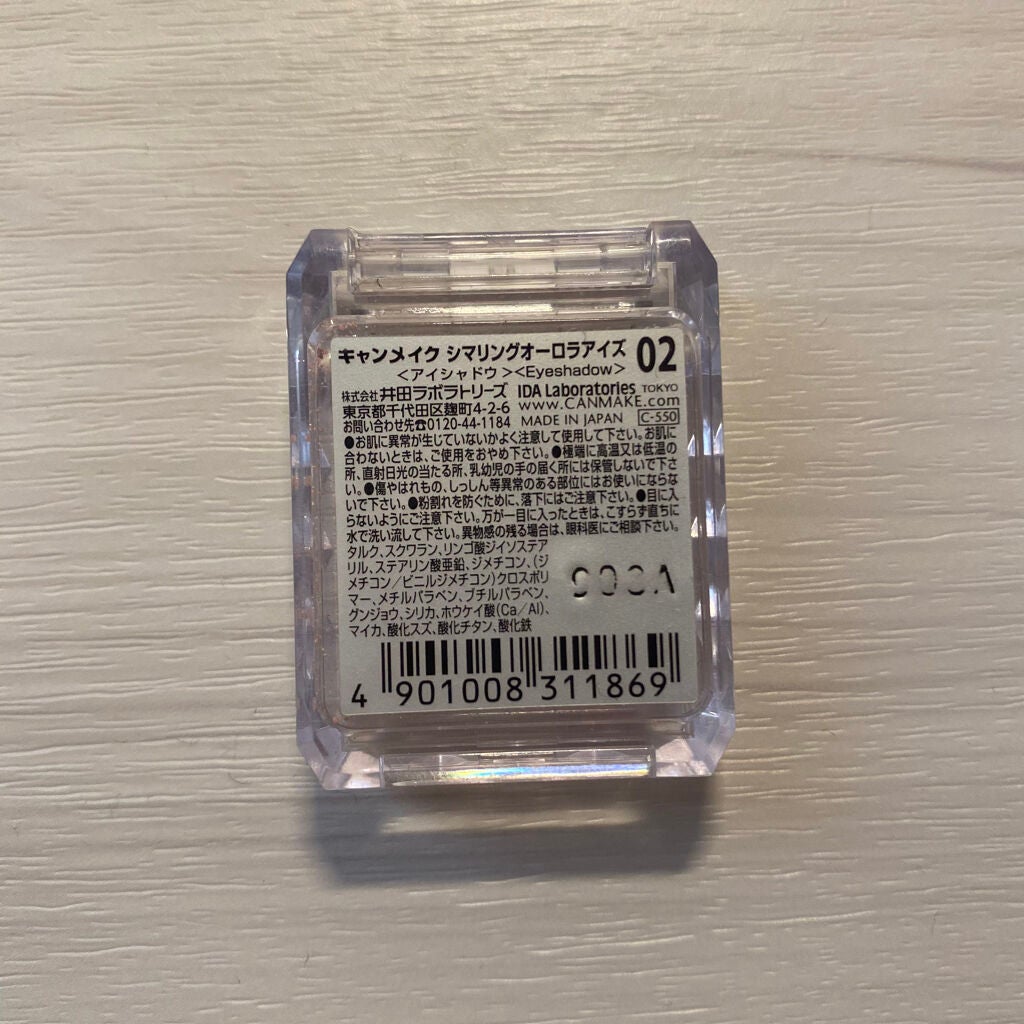 キャンメイク シマリングオーロラアイズ 02
＜アイシャドウ＞＜Eyeshadow＞
株式会社 井田ラボラトリーズ IDA Laboratories TOKYO
東京都千代田区麹町4-2-6 www.CANMAKE.com
お問い合わせ先☎0120-44-1184 MADE IN JAPAN C-550
●お肌に異常が生じていないかよく注意して使用して下さい。お肌に
合わないときは、ご使用をおやめ下さい。●極端に高温又は低温の
所、直射日光の当たる所、乳幼児の手の届く所には保管しないで下さ
い。●傷やはれもの、しっしん等異常のある部位にはお使いにならな
いで下さい。●粉割れを防ぐために、落下にはご注意下さい。●目に入
らないようにご注意下さい。万が一目に入ったときは、こすらず直ちに
水で洗い流して下さい。異物感の残る場合は、眼科医にご相談下さい。
タルク、スクワラン、リンゴ酸ジイソステア
リル、ステアリン酸亜鉛、ジメチコン、（ジ
メチコン／ビニルジメチコン）クロスポリ
マー、メチルパラベン、ブチルパラベン、
グンジョウ、シリカ、ホウケイ酸（Ca／Al）、
マイカ、酸化スズ、酸化チタン、酸化鉄
4 901008 311869